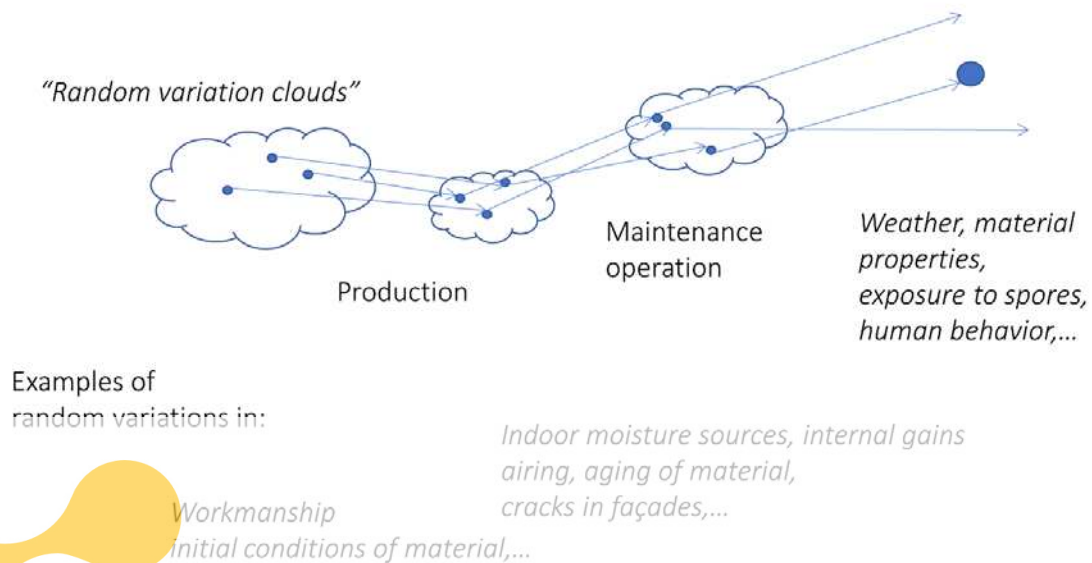 “Random variation clouds”
Production
Maintenance
operation
Weather, material
properties,
exposure to spores,
human behavior,...
Examples of
random variations in:
Indoor moisture sources, internal gains
airing, aging of material,
cracks in façades,...
Workmanship
initial conditions of material,...